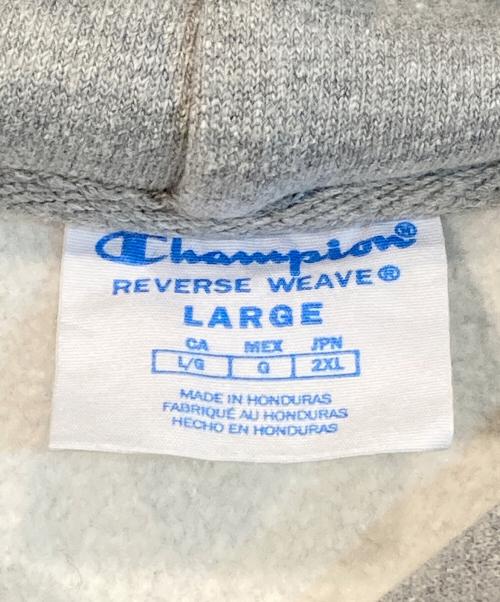 Champion®
REVERSE WEAVE®
LARGE
CA MEX JPN
L/G G 2XL
MADE IN HONDURAS
FABRIQUÉ AU HONDURAS
HECHO EN HONDURAS